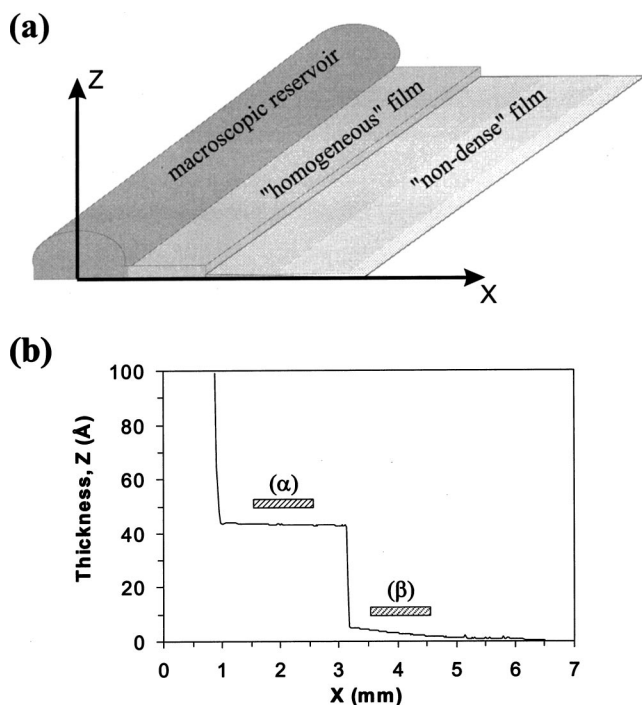 (a)
Z
macroscopic reservoir
"homogeneous" film
"non-dense" film
X
(b)
100
80
60
40
20
0
Thickness, Z (Å)
(α)
(β)
0 1 2 3 4 5 6 7
X (mm)